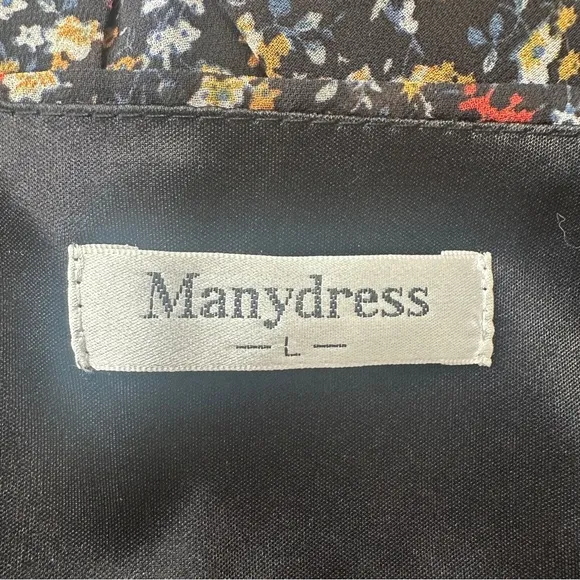 Manydress
— L —